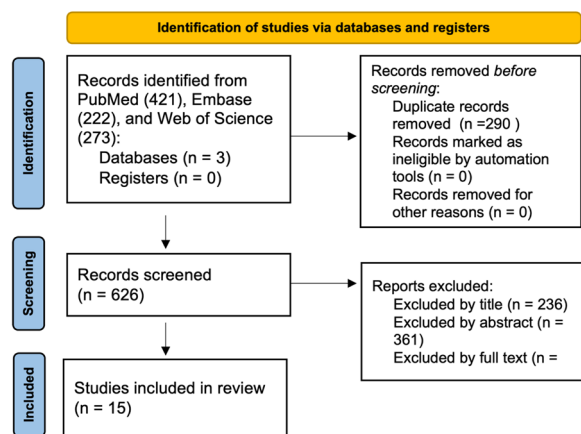 Identification of studies via databases and registers
Identification
Records identified from
PubMed (421), Embase
(222), and Web of Science
(273):
Databases (n = 3)
Registers (n = 0)
Records removed before
screening:
Duplicate records
removed (n =290 )
Records marked as
ineligible by automation
tools (n = 0)
Records removed for
other reasons (n = 0)
Screening
Records screened
(n = 626)
Reports excluded:
Excluded by title (n = 236)
Excluded by abstract (n =
361)
Excluded by full text (n =
Included
Studies included in review
(n = 15)